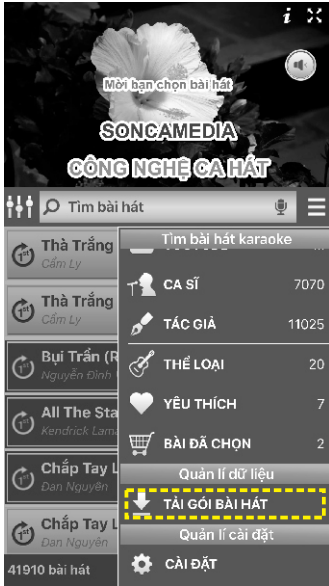 i
Mời bạn chọn bài hát
SONCAMEDIA
CÔNG NGHỆ CA HÁT
Tìm bài hát
Thà Trắng
Cẩm Ly
Thà Trắng
Cẩm Ly
Bụi Trần (R
Nguyễn Đình
All The Sta
Kendrick Lama
Chắp Tay L
Đan Nguyên
Chắp Tay L
Đan Nguyên
41910 bài hát
Tìm bài hát karaoke
CA SĨ 7070
TÁC GIẢ 11025
THỂ LOẠI 20
YÊU THÍCH 7
BÀI ĐÃ CHỌN 2
Quản lí dữ liệu
TẢI GÓI BÀI HÁT
Quản lí cài đặt
CÀI ĐẶT